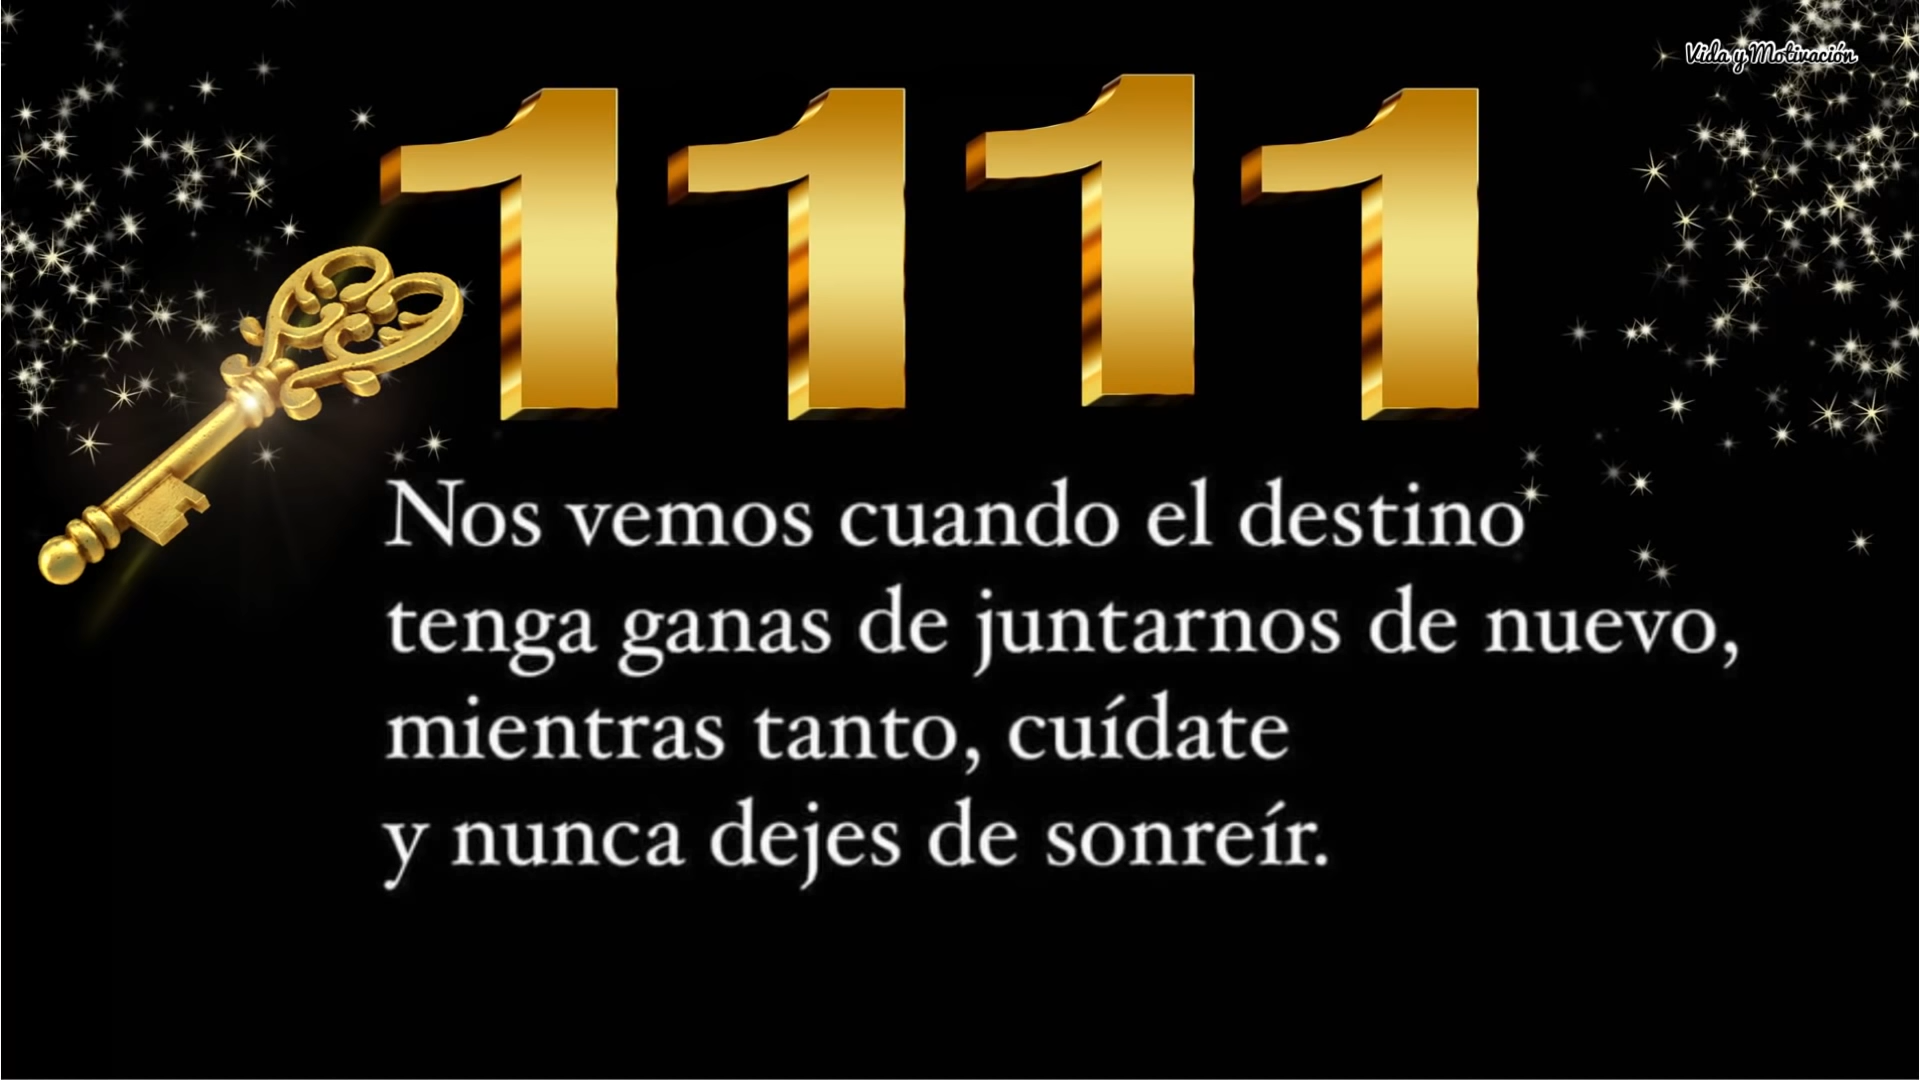 Vida y Motivación
1111
Nos vemos cuando el destino
tenga ganas de juntarnos de nuevo,
mientras tanto, cuídate
y nunca dejes de sonreír.